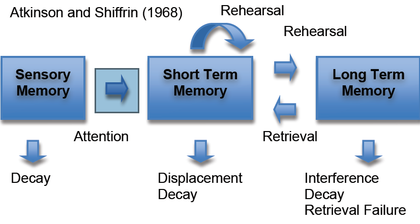 Atkinson and Shiffrin (1968)
Rehearsal
Rehearsal
Sensory
Memory
Short Term
Memory
Long Term
Memory
Attention
Retrieval
Decay
Displacement
Decay
Interference
Decay
Retrieval Failure